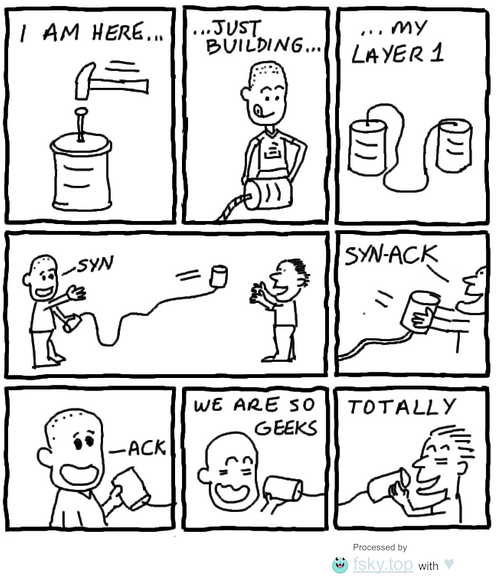 I AM HERE...
...JUST
BUILDING...
...MY
LAYER 1
SYN
SYN-ACK
ACK
WE ARE SO
GEEKS
TOTALLY
Processed by
fsky.top with ♥